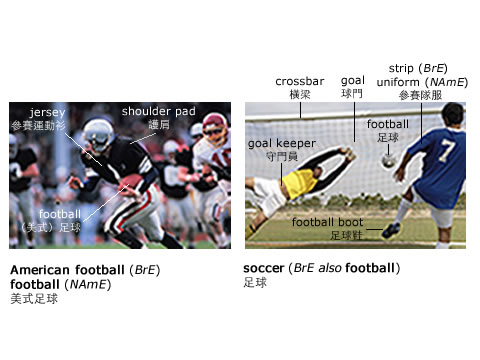 jersey
參賽運動衫
shoulder pad
護肩
football
(美式) 足球
American football (BrE)
football (NAmE)
美式足球
strip (BrE)
uniform (NAmE)
參賽隊服
crossbar
橫梁
goal
球門
football
足球
goal keeper
守門員
7
football boot
足球鞋
soccer (BrE also football)
足球